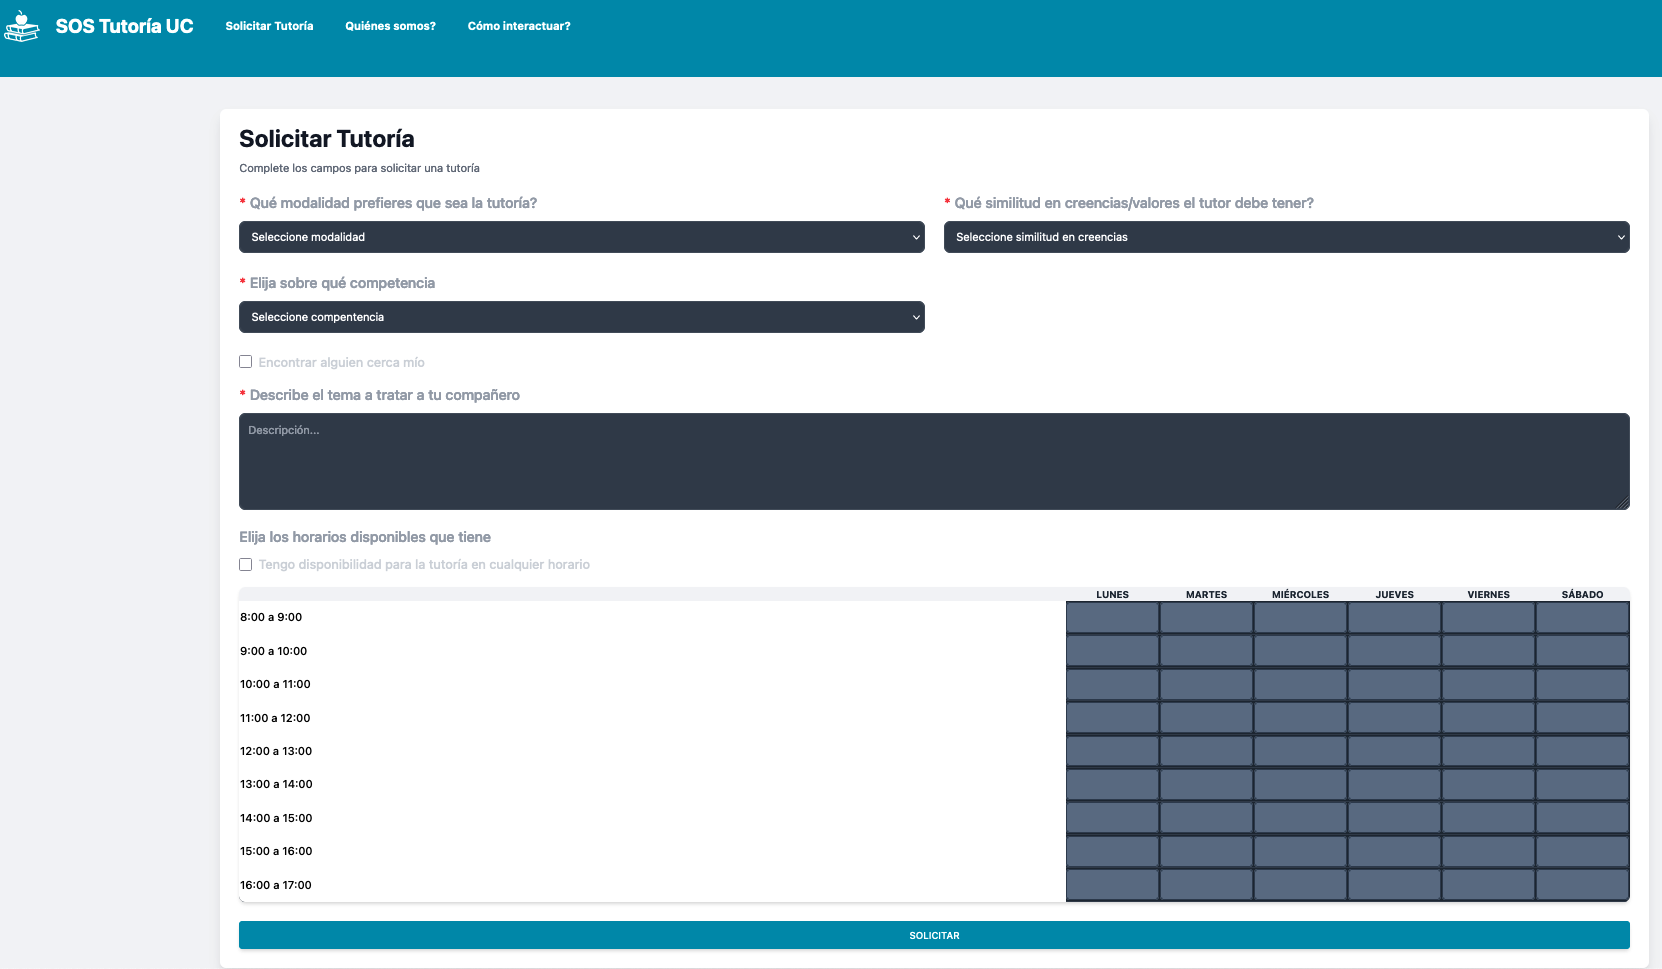 SOS Tutoría UC
Solicitar Tutoría
Quiénes somos?
Cómo interactuar?
Solicitar Tutoría
Complete los campos para solicitar una tutoría
* Qué modalidad prefieres que sea la tutoría?
Seleccione modalidad
* Qué similitud en creencias/valores el tutor debe tener?
Seleccione similitud en creencias
* Elija sobre qué competencia
Seleccione compentencia
Encontrar alguien cerca mío
* Describe el tema a tratar a tu compañero
Descripción...
Elija los horarios disponibles que tiene
Tengo disponibilidad para la tutoría en cualquier horario
LUNES MARTES MIÉRCOLES JUEVES VIERNES SÁBADO
8:00 a 9:00
9:00 a 10:00
10:00 a 11:00
11:00 a 12:00
12:00 a 13:00
13:00 a 14:00
14:00 a 15:00
15:00 a 16:00
16:00 a 17:00
SOLICITAR